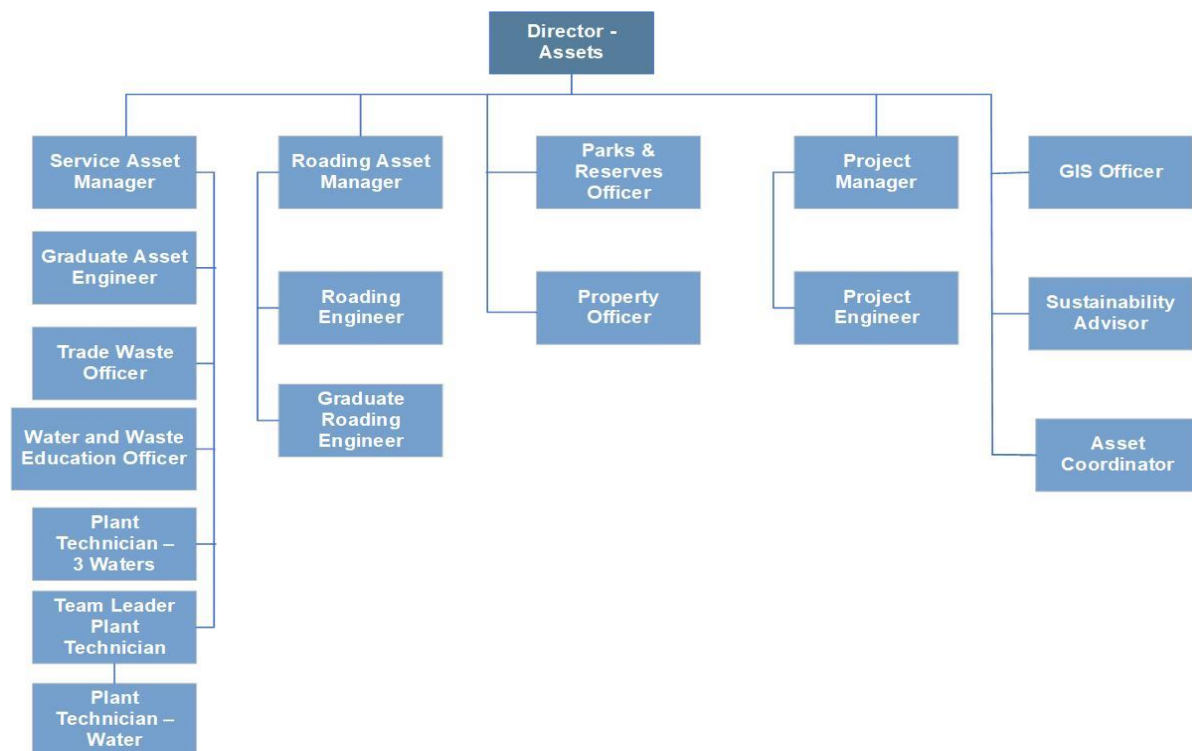 Director -
Assets
Service Asset
Manager
Roading Asset
Manager
Parks &
Reserves
Officer
Project
Manager
GIS Officer
Graduate Asset
Engineer
Roading
Engineer
Property
Officer
Project
Engineer
Sustainability
Advisor
Trade Waste
Officer
Graduate
Roading
Engineer
Water and Waste
Education Officer
Asset
Coordinator
Plant
Technician –
3 Waters
Team Leader
Plant
Technician
Plant
Technician –
Water